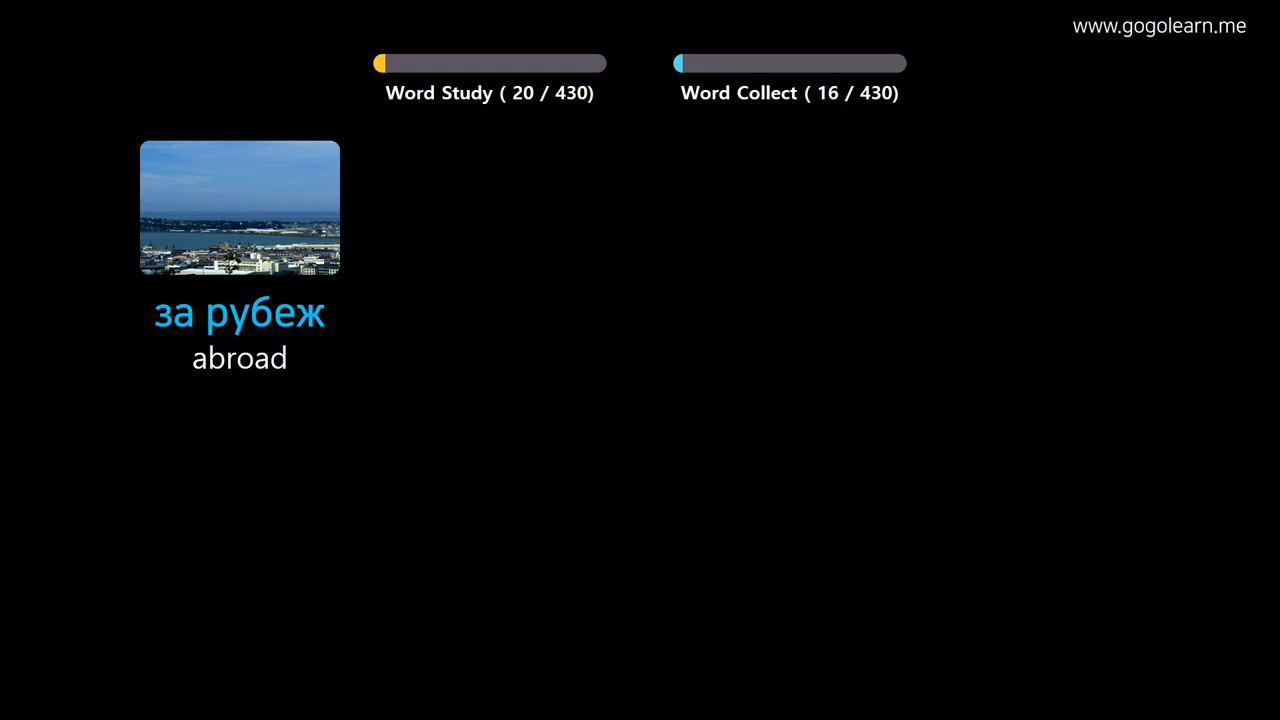 www.gogolearn.me
Word Study ( 20 / 430)
Word Collect ( 16 / 430)
за рубеж
abroad